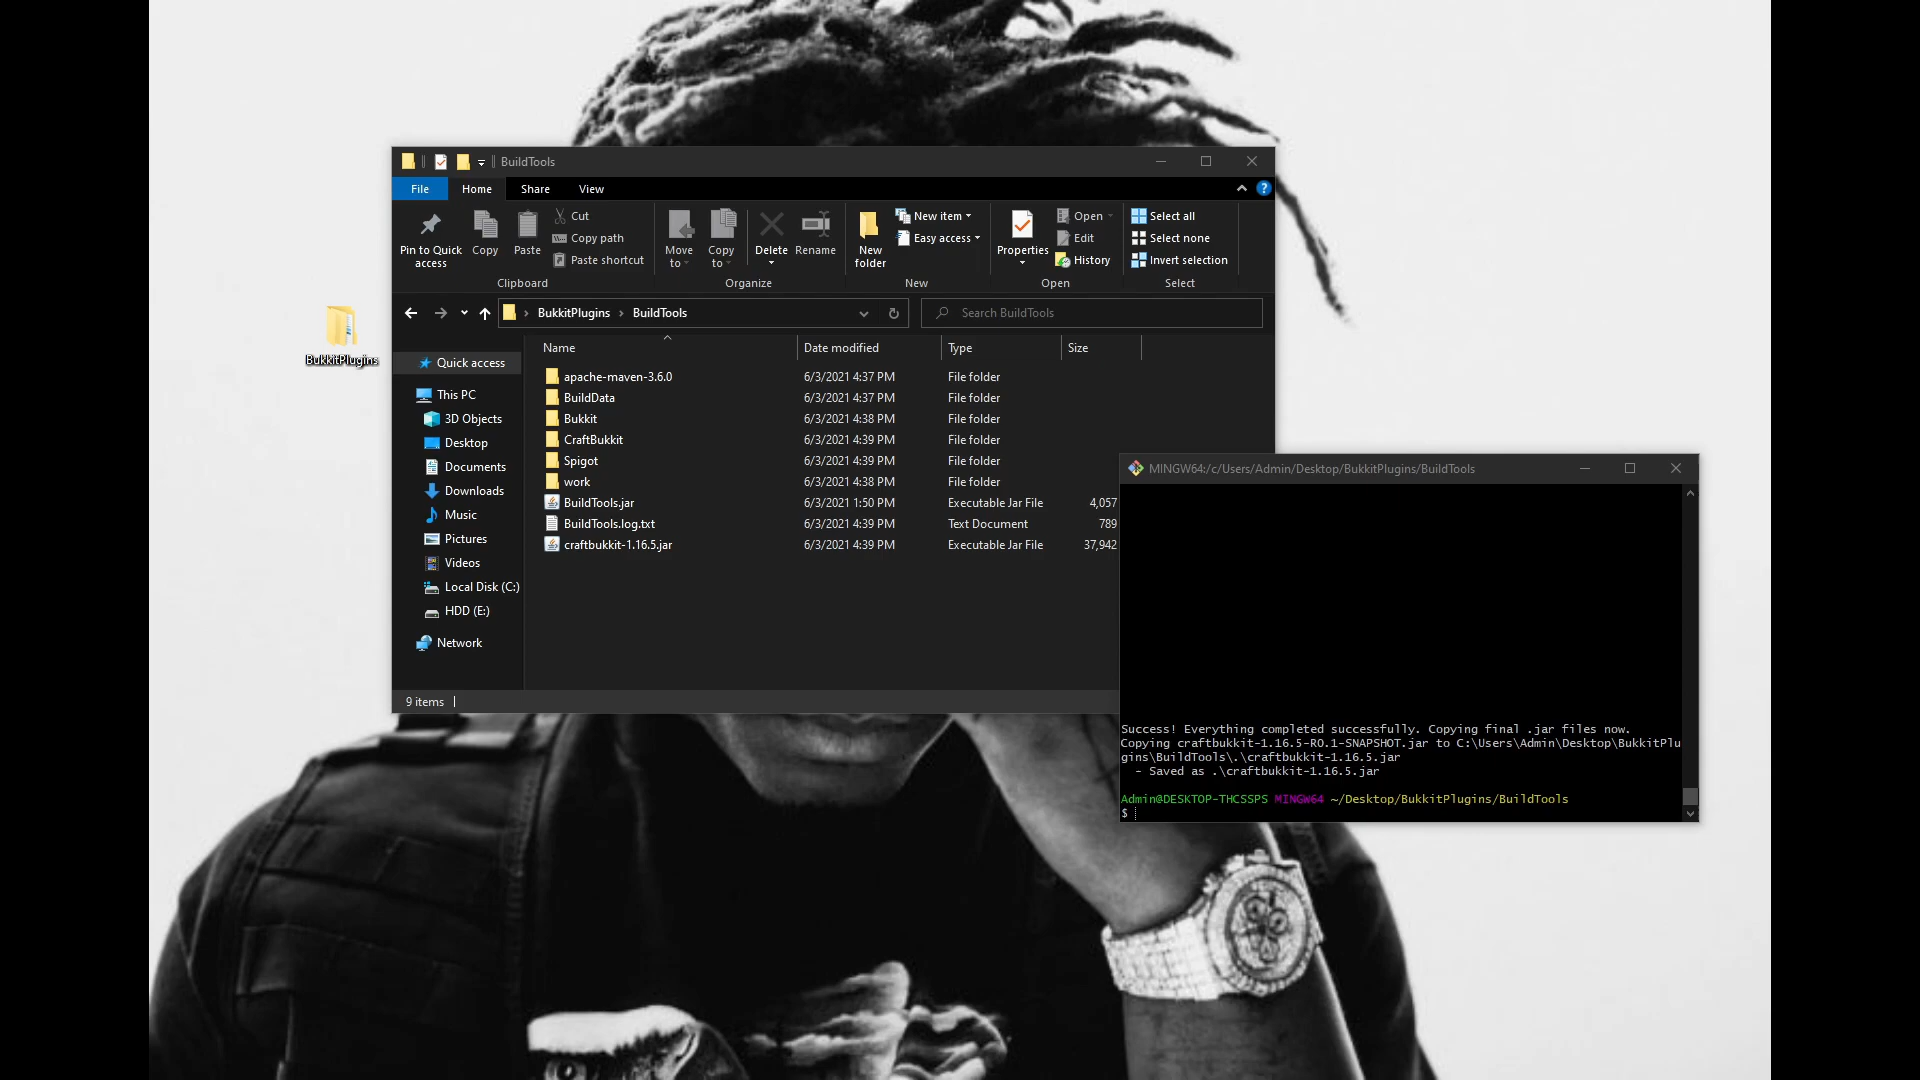 BuildTools
File Home Share View
Pin to Quick access
Copy
Paste
Cut
Copy path
Paste shortcut
Clipboard
Move to
Copy to
Delete
Rename
Organize
New folder
New item
Easy access
New
Properties
Open
Edit
History
Open
Select all
Select none
Invert selection
Select
BukkitPlugins › BuildTools
Search BuildTools
BukkitPlugins
Quick access
This PC
3D Objects
Desktop
Documents
Downloads
Music
Pictures
Videos
Local Disk (C:)
HDD (E:)
Network
Name Date modified Type Size
apache-maven-3.6.0 6/3/2021 4:37 PM File folder
BuildData 6/3/2021 4:37 PM File folder
Bukkit 6/3/2021 4:38 PM File folder
CraftBukkit 6/3/2021 4:39 PM File folder
Spigot 6/3/2021 4:39 PM File folder
work 6/3/2021 4:38 PM File folder
BuildTools.jar 6/3/2021 1:50 PM Executable Jar File 4,057
BuildTools.log.txt 6/3/2021 4:39 PM Text Document 789
craftbukkit-1.16.5.jar 6/3/2021 4:39 PM Executable Jar File 37,942
9 items
MINGW64:/c/Users/Admin/Desktop/BukkitPlugins/BuildTools
Success! Everything completed successfully. Copying final .jar files now.
Copying craftbukkit-1.16.5-R0.1-SNAPSHOT.jar to C:\Users\Admin\Desktop\BukkitPlu
gins\BuildTools\.\craftbukkit-1.16.5.jar
- Saved as .\craftbukkit-1.16.5.jar
Admin@DESKTOP-THCSSPS MINGW64 ~/Desktop/BukkitPlugins/BuildTools
$